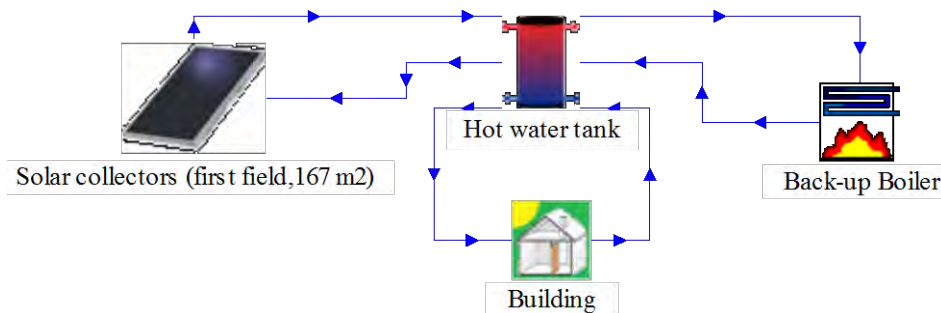 Hot water tank
Solar collectors (first field,167 m2)
Back-up Boiler
Building